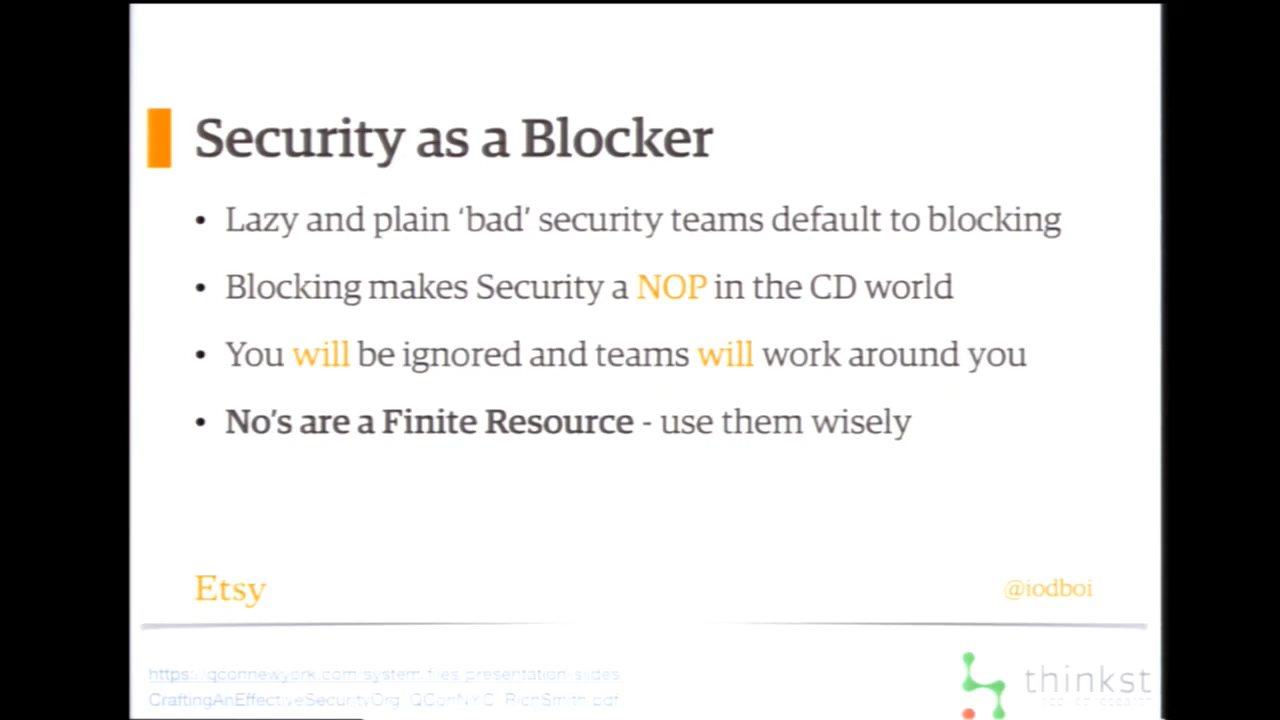 Security as a Blocker
• Lazy and plain ‘bad’ security teams default to blocking
• Blocking makes Security a NOP in the CD world
• You will be ignored and teams will work around you
• No's are a Finite Resource - use them wisely
Etsy
@iodboi
https://qconnewyork.com/system/files/presentation-slides
CraftingAnEffectiveSecurityOrg_QConNYC_RichSmith.pdf
thinkst